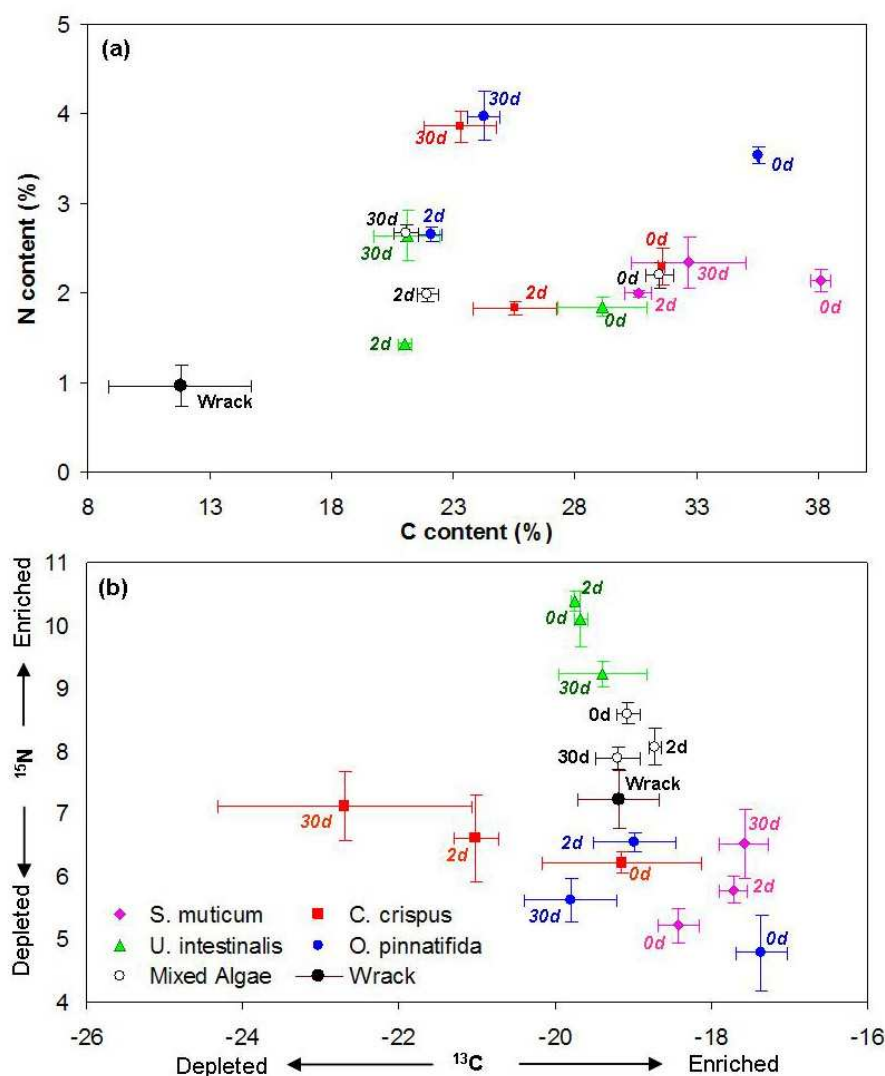 (a)
5
4
3
2
1
0
N content (%)
30d
30d
0d
30d
2d
30d
0d
0d
30d
2d
2d
2d
0d
0d
2d
Wrack
8 13 18 23 28 33 38
C content (%)
(b)
11
10
9
8
7
6
5
4
Enriched
15N
Depleted
2d
0d
30d
0d
2d
30d
Wrack
30d
2d
2d
0d
30d
30d
2d
0d
0d
S. muticum C. crispus
U. intestinalis O. pinnatifida
Mixed Algae Wrack
-26 -24 -22 -20 -18 -16
Depleted 13C Enriched